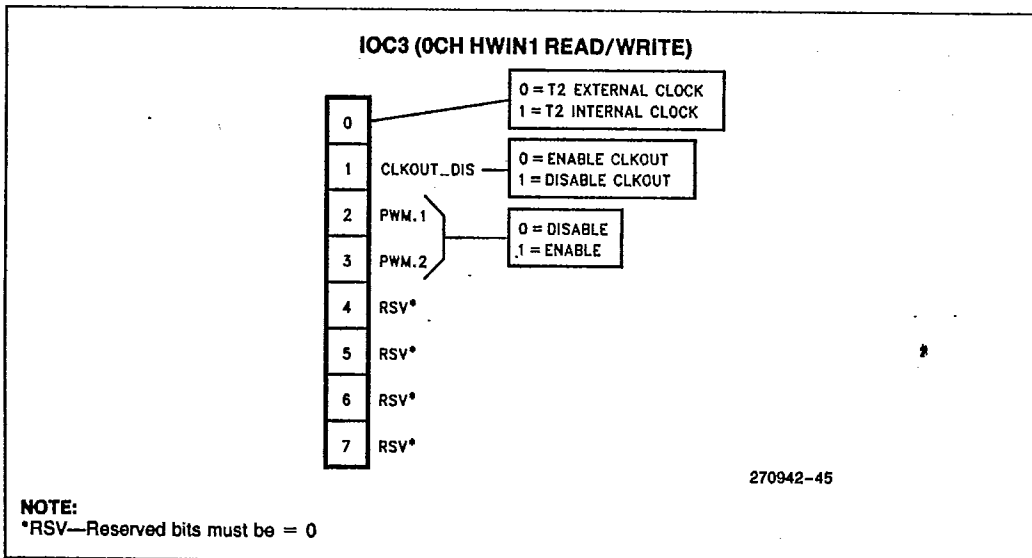 IOC3 (0CH HWIN1 READ/WRITE)
0 = T2 EXTERNAL CLOCK
1 = T2 INTERNAL CLOCK
0
1 CLKOUT_DIS
0 = ENABLE CLKOUT
1 = DISABLE CLKOUT
2 PWM.1
0 = DISABLE
1 = ENABLE
3 PWM.2
4 RSV*
5 RSV*
6 RSV*
7 RSV*
270942-45
NOTE:
*RSV—Reserved bits must be = 0